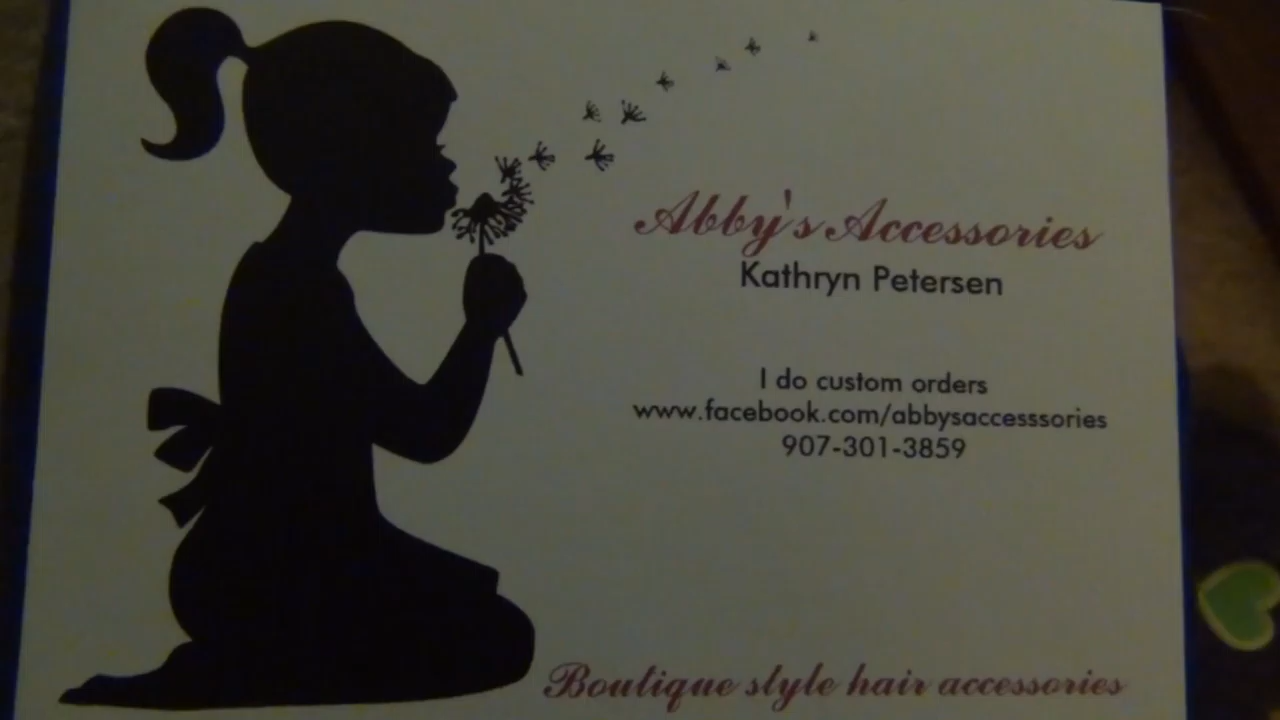 Abby's Accessories
Kathryn Petersen
I do custom orders
www.facebook.com/abbysaccesssories
907-301-3859
Boutique style hair accessories